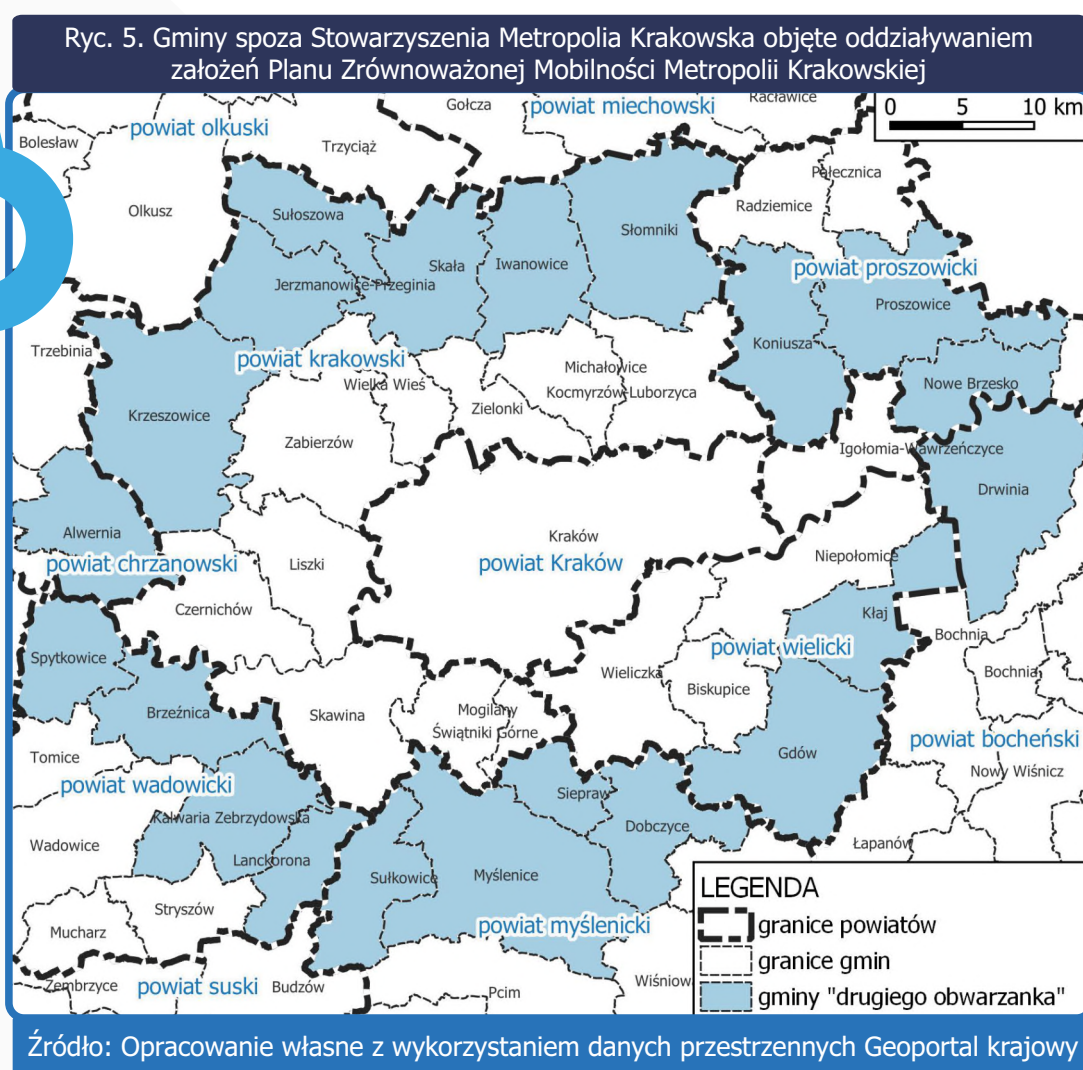 Ryc. 5. Gminy spoza Stowarzyszenia Metropolia Krakowska objęte oddziaływaniem
założeń Planu Zrównoważonej Mobilności Metropolii Krakowskiej
Gołcza
powiat miechowski
Racławice
0 5 10 km
Bolesław
powiat olkuski
Trzyciąż
Pałecznica
Olkusz
Sułoszowa
Radziemice
Słomniki
Skała
Iwanowice
powiat proszowicki
Jerzmanowice-Przeginia
Proszowice
Trzebinia
powiat krakowski
Koniusza
Michałowice
Wielka Wieś
Kocmyrzów-Luborzyca
Nowe Brzesko
Krzeszowice
Zielonki
Zabierzów
Igołomia-Wawrzeńczyce
Drwinia
Alwernia
Kraków
powiat chrzanowski
Liszki
powiat Kraków
Niepołomice
Czernichów
Kłaj
Bochnia
Spytkowice
powiat wielicki
Wieliczka
Bochnia
Biskupice
Brzeźnica
Skawina
Mogilany
Świątniki Górne
powiat bocheński
Tomice
Gdów
Nowy Wiśnicz
powiat wadowicki
Siepraw
Kalwaria Zebrzydowska
Dobczyce
Wadowice
Łapanów
Lanckorona
Sułkowice
Myślenice
LEGENDA
Stryszów
granice powiatów
Mucharz
powiat myślenicki
granice gmin
Zembrzyce
powiat suski
Budzów
Pcim
Wiśniow
gminy "drugiego obwarzanka"
Źródło: Opracowanie własne z wykorzystaniem danych przestrzennych Geoportal krajowy